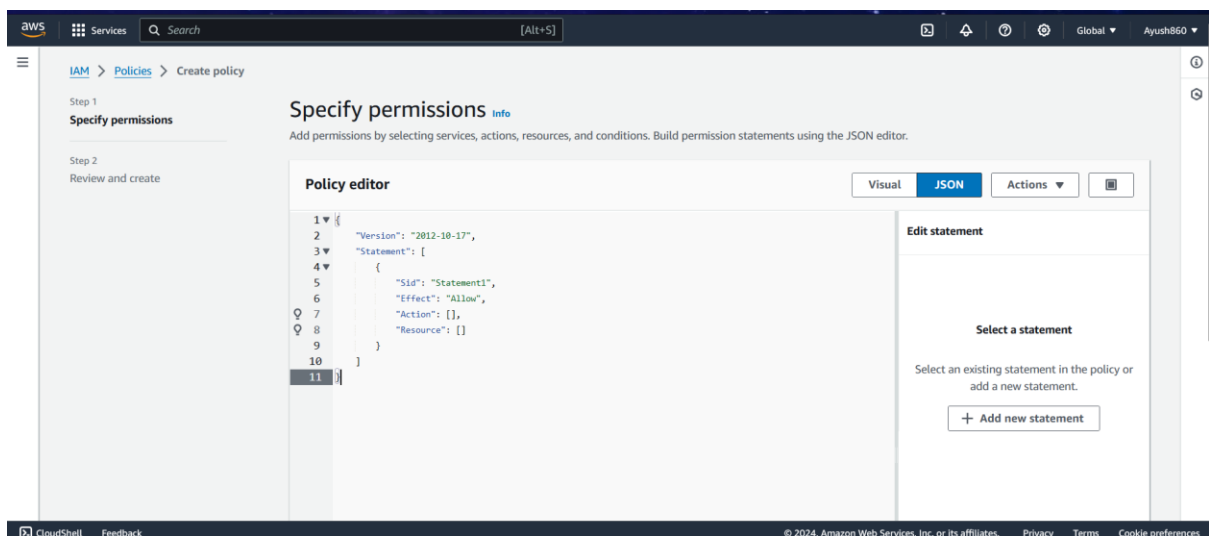 aws
Services
Search
[Alt+S]
Global
Ayush860
IAM > Policies > Create policy
Step 1
Specify permissions
Step 2
Review and create
Specify permissions Info
Add permissions by selecting services, actions, resources, and conditions. Build permission statements using the JSON editor.
Policy editor
Visual
JSON
Actions
1 {
2 "Version": "2012-10-17",
3 "Statement": [
4 {
5 "Sid": "Statement1",
6 "Effect": "Allow",
7 "Action": [],
8 "Resource": []
9 }
10 ]
11 }
Edit statement
Select a statement
Select an existing statement in the policy or
add a new statement.
+ Add new statement
CloudShell
Feedback
© 2024, Amazon Web Services, Inc. or its affiliates.
Privacy
Terms
Cookie preferences